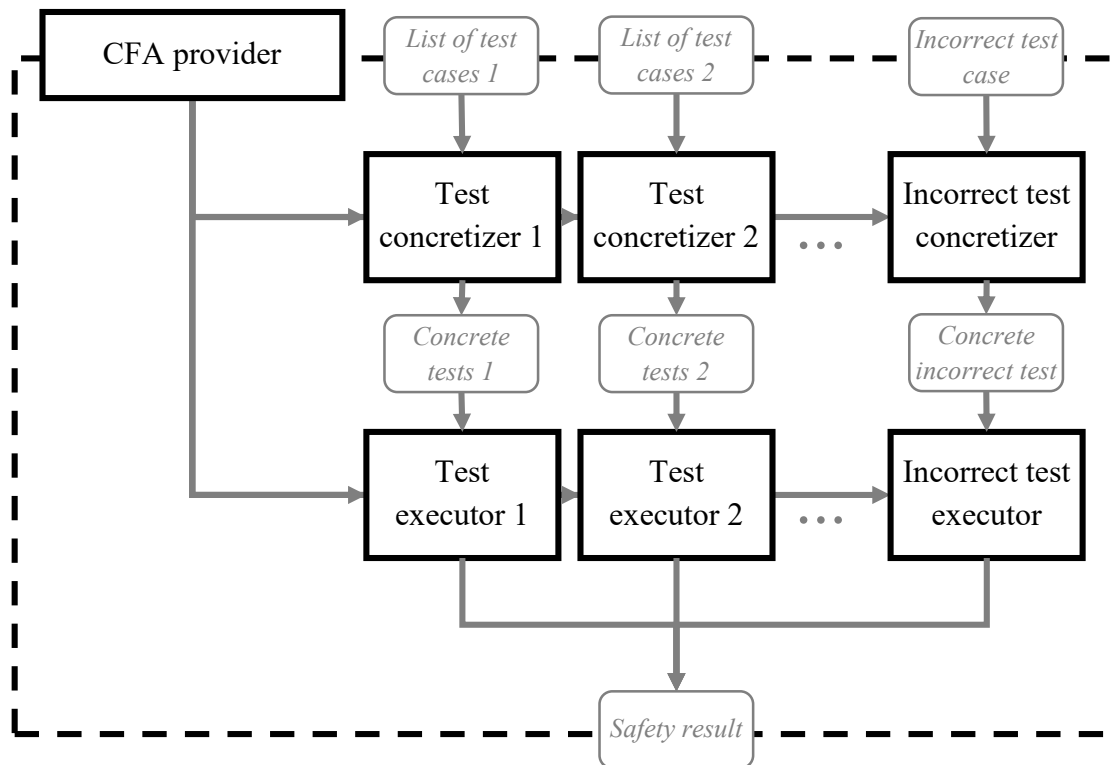 CFA provider
List of test
cases 1
List of test
cases 2
Incorrect test
case
Test
concretizer 1
Test
concretizer 2
...
Incorrect test
concretizer
Concrete
tests 1
Concrete
tests 2
Concrete
incorrect test
Test
executor 1
Test
executor 2
...
Incorrect test
executor
Safety result